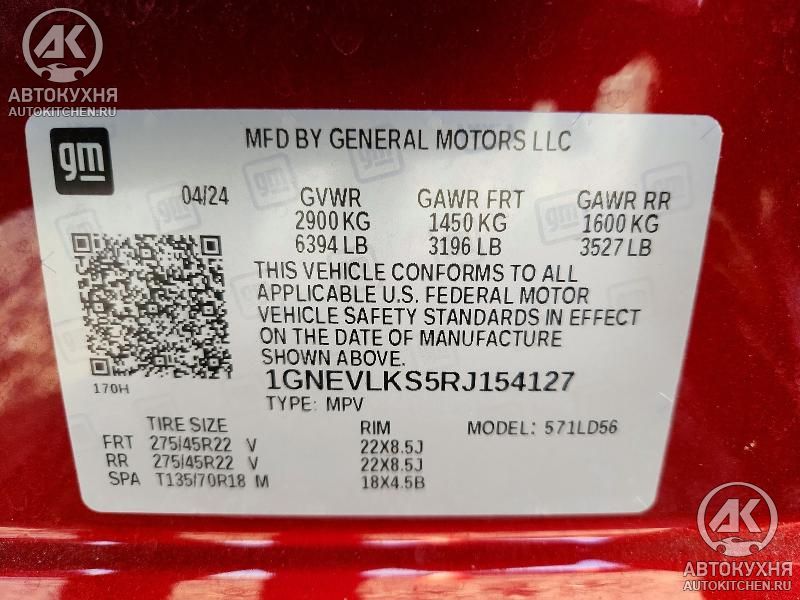 AK
АВТОКУХНЯ
AUTOKITCHEN.RU
gm
MFD BY GENERAL MOTORS LLC
04/24 GVWR GAWR FRT GAWR RR
2900 KG 1450 KG 1600 KG
6394 LB 3196 LB 3527 LB
THIS VEHICLE CONFORMS TO ALL
APPLICABLE U.S. FEDERAL MOTOR
VEHICLE SAFETY STANDARDS IN EFFECT
ON THE DATE OF MANUFACTURE
SHOWN ABOVE.
170H 1GNEVLKS5RJ154127
TYPE: MPV
TIRE SIZE RIM MODEL: 571LD56
FRT 275/45R22 V 22X8.5J
RR 275/45R22 V 22X8.5J
SPA T135/70R18 M 18X4.5B
AK
АВТОКУХНЯ
AUTOKITCHEN.RU